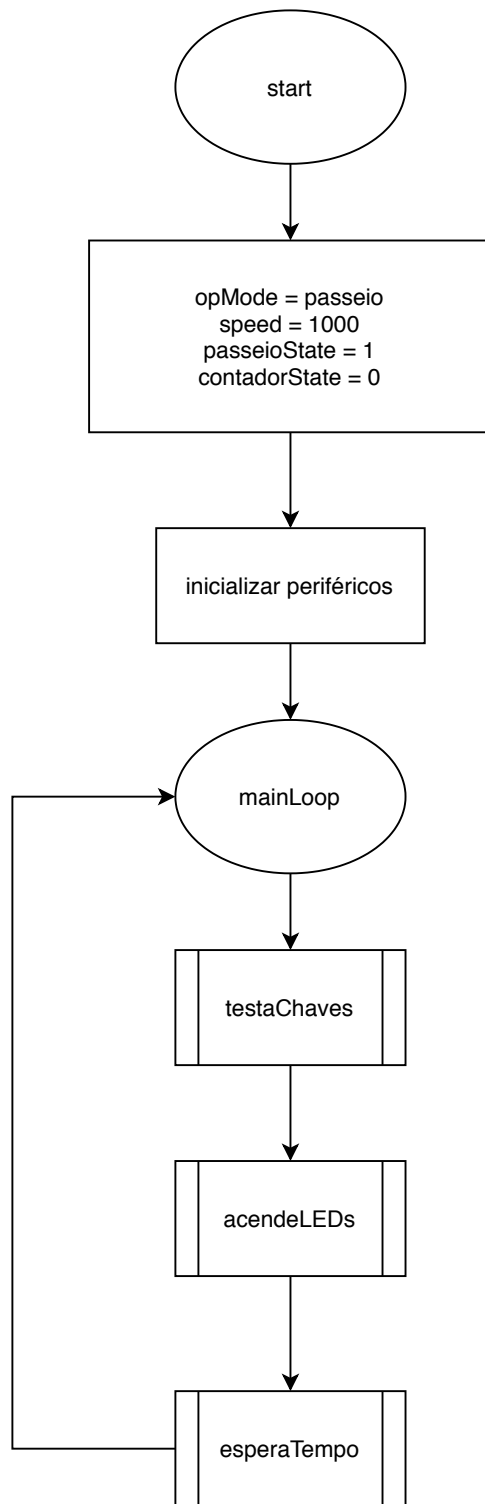 start
opMode = passeio
speed = 1000
passeioState = 1
contadorState = 0
inicializar periféricos
mainLoop
testaChaves
acendeLEDs
esperaTempo